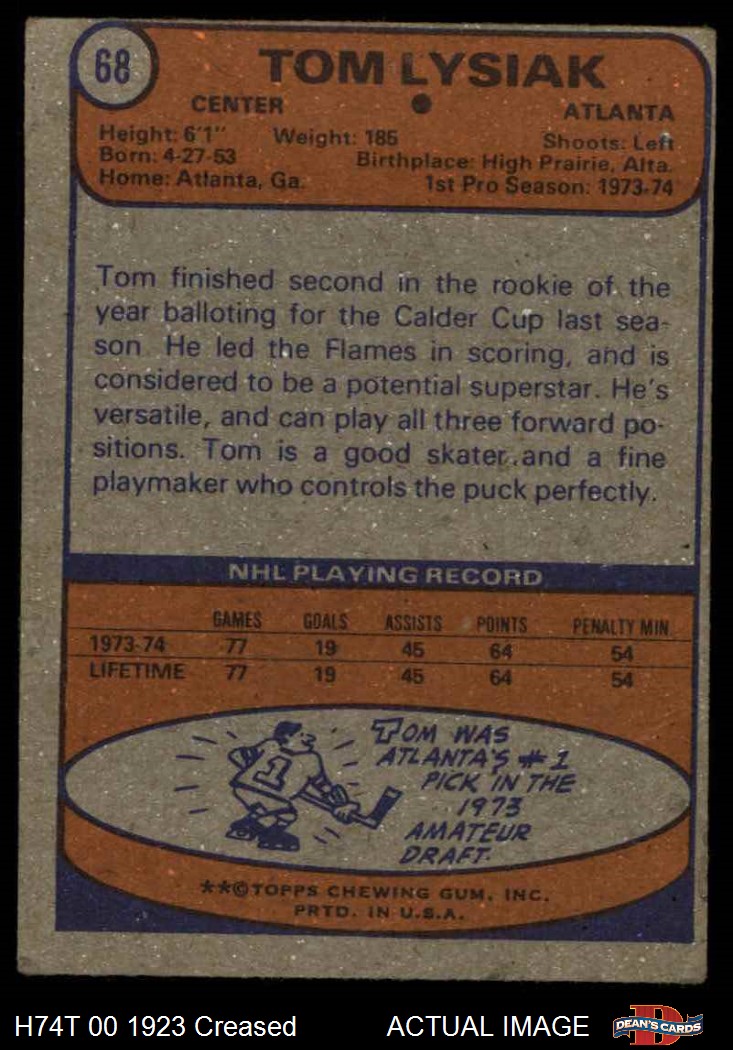 68
TOM LYSIAK
CENTER ATLANTA
Height: 6'1" Weight: 185 Shoots: Left
Born: 4-27-53 Birthplace: High Prairie, Alta.
Home: Atlanta, Ga. 1st Pro Season: 1973-74
Tom finished second in the rookie of the
year balloting for the Calder Cup last sea-
son He led the Flames in scoring, and is
considered to be a potential superstar. He's
versatile, and can play all three forward po-
sitions. Tom is a good skater and a fine
playmaker who controls the puck perfectly.
NHL PLAYING RECORD
GAMES GOALS ASSISTS POINTS PENALTY MIN.
1973-74 77 19 45 64 54
LIFETIME 77 19 45 64 54
1
TOM WAS
ATLANTA'S #1
PICK IN THE
1973
AMATEUR
DRAFT.
**©TOPPS CHEWING GUM, INC.
PRTD. IN U.S.A.
H74T 00 1923 Creased ACTUAL IMAGE
D
DEAN'S CARDS